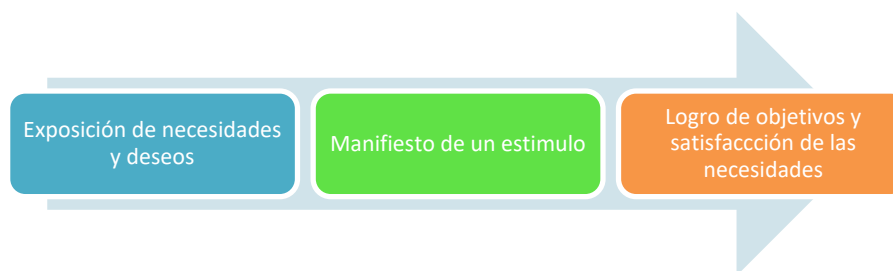 Exposición de necesidades
y deseos
Manifiesto de un estimulo
Logro de objetivos y
satisfaccción de las
necesidades